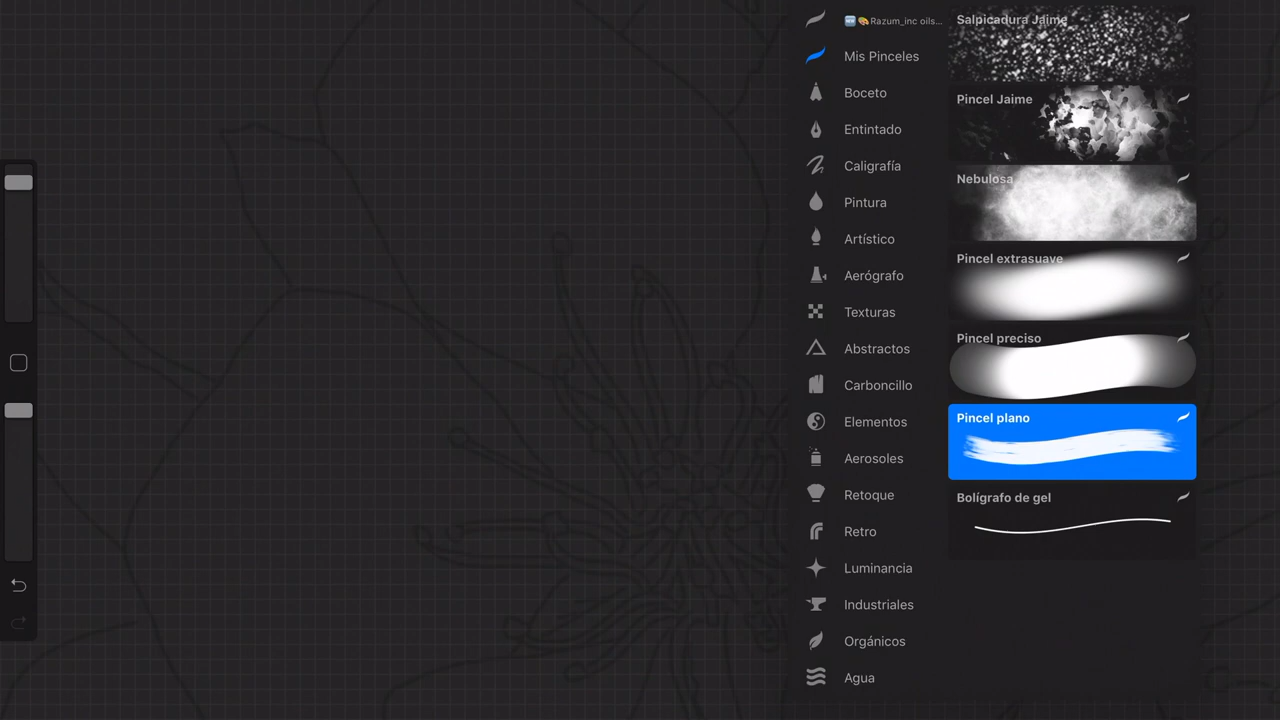 🆕🎨Razum_inc oils...
Mis Pinceles
Boceto
Entintado
Caligrafía
Pintura
Artístico
Aerógrafo
Texturas
Abstractos
Carboncillo
Elementos
Aerosoles
Retoque
Retro
Luminancia
Industriales
Orgánicos
Agua
Salpicadura Jaime
Pincel Jaime
Nebulosa
Pincel extrasuave
Pincel preciso
Pincel plano
Bolígrafo de gel